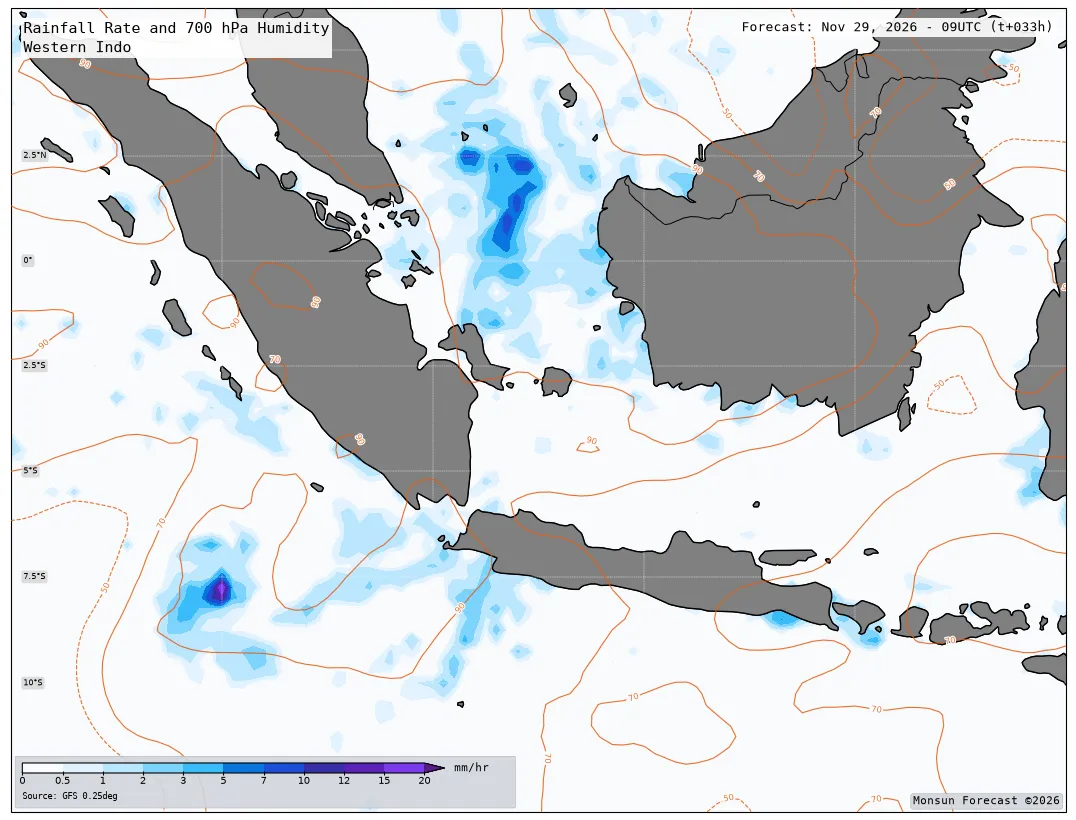 Rainfall Rate and 700 hPa Humidity
Western Indo
Forecast: Nov 29, 2026 - 09UTC (t+033h)
90
50
50
70
2.5°N
90
70
50
0°
90
90
90
70
2.5°S
50
90
90
5°S
70
7.5°S
50
90
70
10°S
70
70
70
50
70
mm/hr
0 0.5 1 2 3 5 7 10 12 15 20
Source: GFS 0.25deg
Monsun Forecast ©2026